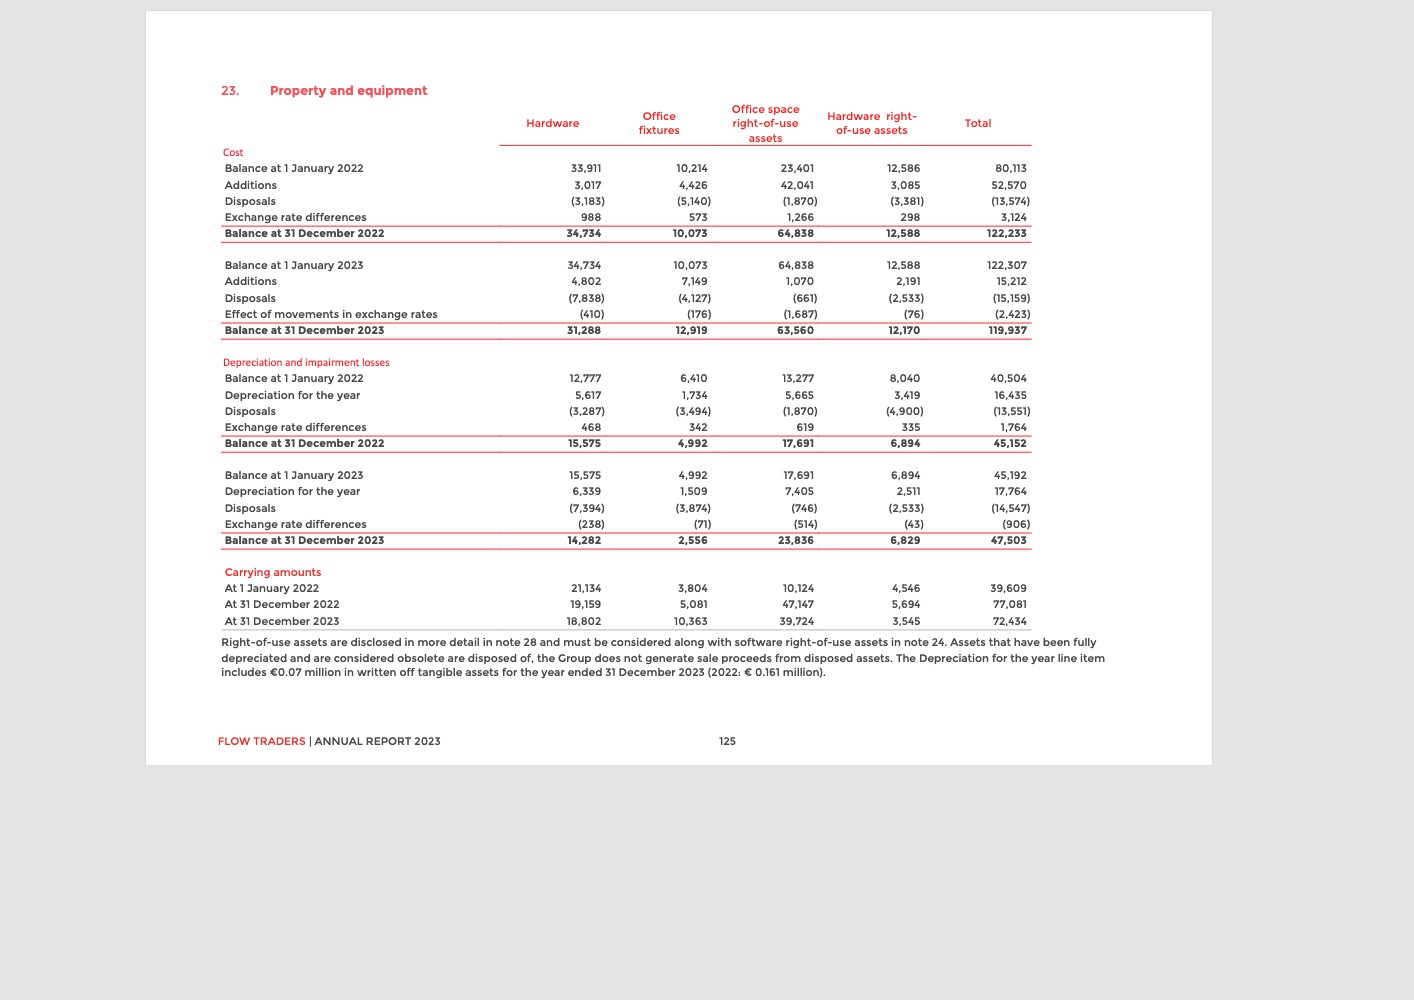 23. Property and equipment
Hardware Office fixtures Office space right-of-use assets Hardware right-of-use assets Total
Cost
Balance at 1 January 2022 33,911 10,214 23,401 12,586 80,113
Additions 3,017 4,426 42,041 3,085 52,570
Disposals (3,183) (5,140) (1,870) (3,381) (13,574)
Exchange rate differences 988 573 1,266 298 3,124
Balance at 31 December 2022 34,734 10,073 64,838 12,588 122,233
Balance at 1 January 2023 34,734 10,073 64,838 12,588 122,307
Additions 4,802 7,149 1,070 2,191 15,212
Disposals (7,838) (4,127) (661) (2,533) (15,159)
Effect of movements in exchange rates (410) (176) (1,687) (76) (2,423)
Balance at 31 December 2023 31,288 12,919 63,560 12,170 119,937
Depreciation and impairment losses
Balance at 1 January 2022 12,777 6,410 13,277 8,040 40,504
Depreciation for the year 5,617 1,734 5,665 3,419 16,435
Disposals (3,287) (3,494) (1,870) (4,900) (13,551)
Exchange rate differences 468 342 619 335 1,764
Balance at 31 December 2022 15,575 4,992 17,691 6,894 45,152
Balance at 1 January 2023 15,575 4,992 17,691 6,894 45,192
Depreciation for the year 6,339 1,509 7,405 2,511 17,764
Disposals (7,394) (3,874) (746) (2,533) (14,547)
Exchange rate differences (238) (71) (514) (43) (906)
Balance at 31 December 2023 14,282 2,556 23,836 6,829 47,503
Carrying amounts
At 1 January 2022 21,134 3,804 10,124 4,546 39,609
At 31 December 2022 19,159 5,081 47,147 5,694 77,081
At 31 December 2023 18,802 10,363 39,724 3,545 72,434
Right-of-use assets are disclosed in more detail in note 28 and must be considered along with software right-of-use assets in note 24. Assets that have been fully
depreciated and are considered obsolete are disposed of, the Group does not generate sale proceeds from disposed assets. The Depreciation for the year line item
includes €0.07 million in written off tangible assets for the year ended 31 December 2023 (2022: € 0.161 million).
FLOW TRADERS | ANNUAL REPORT 2023 125